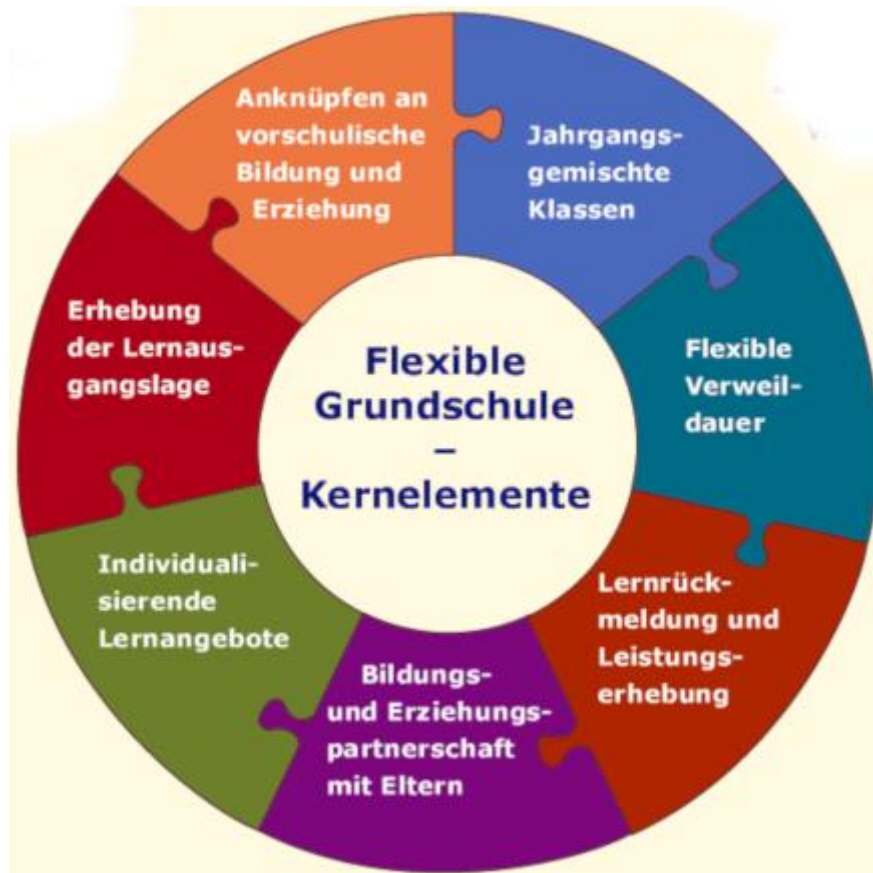 Flexible
Grundschule
–
Kernelemente
Jahrgangs-
gemischte
Klassen
Flexible
Verweil-
dauer
Lernrück-
meldung und
Leistungs-
erhebung
Bildungs-
und Erziehungs-
partnerschaft
mit Eltern
Individuali-
sierende
Lernangebote
Erhebung
der Lernaus-
gangslage
Anknüpfen an
vorschulische
Bildung und
Erziehung